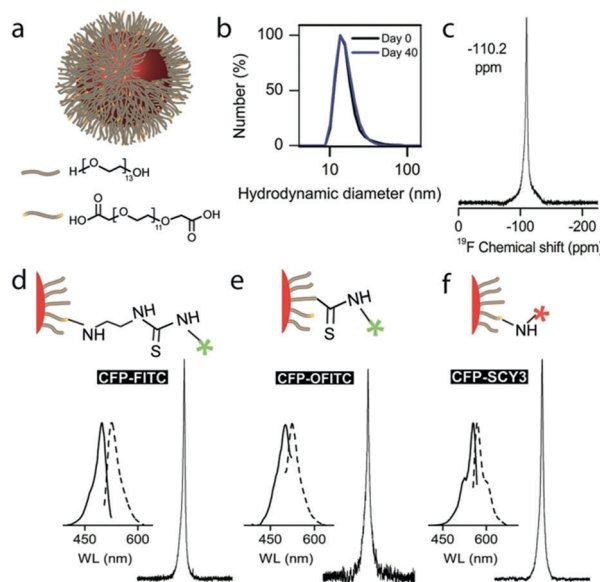 a
H
O
13
OH
HO
O
O
11
O
O
OH
b
Number (%)
100
50
0
Day 0
Day 40
10
100
Hydrodynamic diameter (nm)
c
-110.2
ppm
0
-100
-200
19F Chemical shift (ppm)
d
NH
NH
NH
S
CFP-FITC
450
600
WL (nm)
e
NH
S
CFP-OFITC
450
600
WL (nm)
f
NH
CFP-SCY3
450
600
WL (nm)